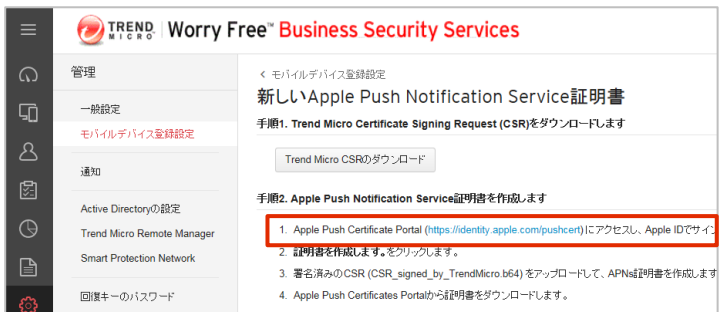 TREND MICRO Worry Free™ Business Security Services
管理
一般設定
モバイルデバイス登録設定
通知
Active Directoryの設定
Trend Micro Remote Manager
Smart Protection Network
回復キーのパスワード
< モバイルデバイス登録設定
新しいApple Push Notification Service証明書
手順1. Trend Micro Certificate Signing Request (CSR)をダウンロードします
Trend Micro CSRのダウンロード
手順2. Apple Push Notification Service証明書を作成します
1. Apple Push Certificate Portal (https://identity.apple.com/pushcert)にアクセスし、Apple IDでサイン
2. 証明書を作成します。をクリックします。
3. 署名済みのCSR (CSR_signed_by_TrendMicro.b64) をアップロードして、APNs証明書を作成します
4. Apple Push Certificates Portalから証明書をダウンロードします。